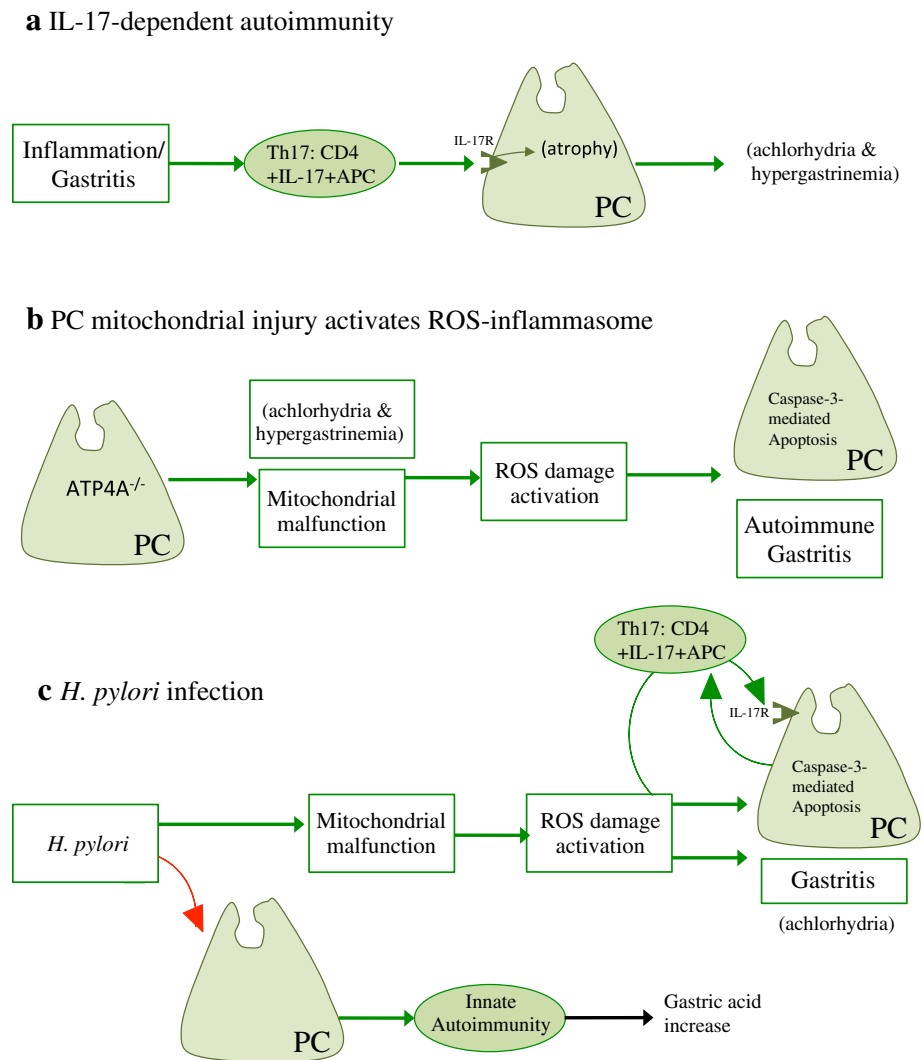 a IL-17-dependent autoimmunity
Inflammation/
Gastritis
Th17: CD4
+IL-17+APC
IL-17R
(atrophy)
PC
(achlorhydria &
hypergastrinemia)
b PC mitochondrial injury activates ROS-inflammasome
ATP4A-/-
PC
(achlorhydria &
hypergastrinemia)
Mitochondrial
malfunction
ROS damage
activation
Caspase-3-
mediated
Apoptosis
PC
Autoimmune
Gastritis
c H. pylori infection
Th17: CD4
+IL-17+APC
IL-17R
H. pylori
Mitochondrial
malfunction
ROS damage
activation
Caspase-3-
mediated
Apoptosis
PC
Gastritis
(achlorhydria)
PC
Innate
Autoimmunity
Gastric acid
increase